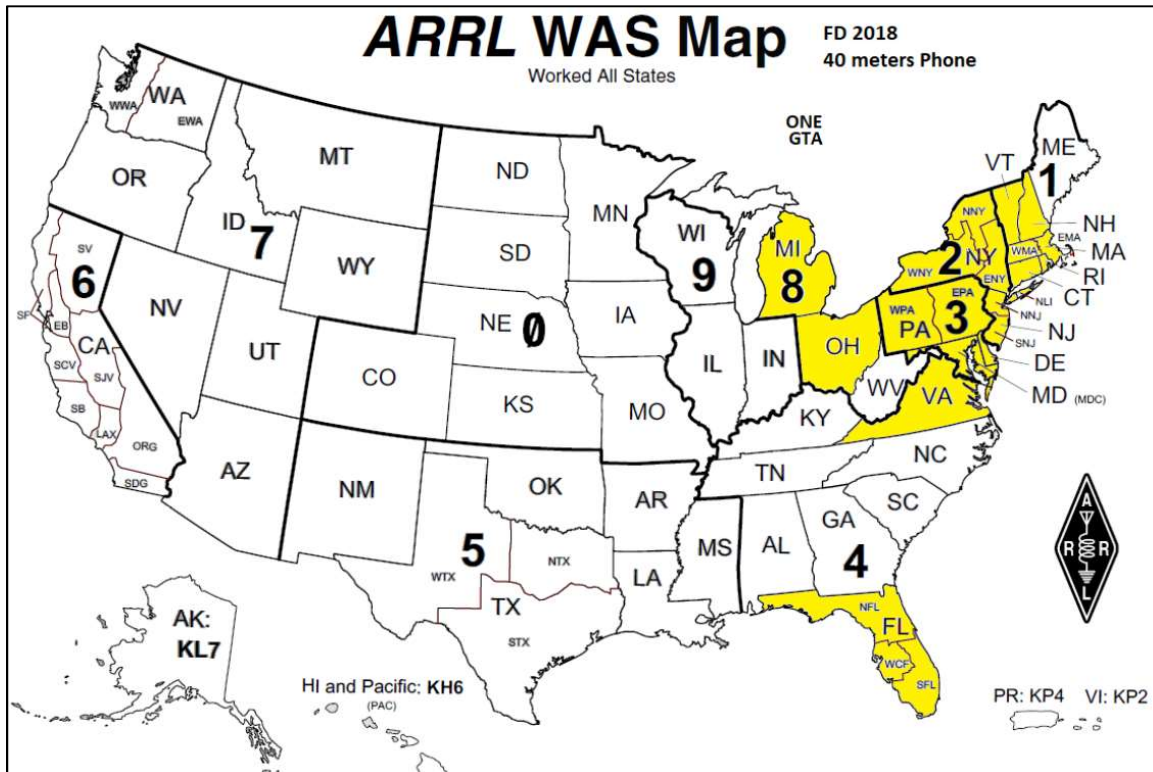 ARRL WAS Map
Worked All States
FD 2018
40 meters Phone
ONE
GTA
WWA
WA
EWA
MT
ND
MN
ME
1
VT
OR
ID
7
SD
WI
9
MI
8
NNY
2
NY
WNY
ENY
NH
EMA
MA
WMA
RI
CT
NLI
NNJ
NJ
SNJ
SV
6
WY
NV
UT
NE
Ø
IA
IL
IN
OH
WPA
EPA
PA
3
DE
MD (MDC)
SF
EB
CA
SCV
SJV
SB
LAX
ORG
SDG
CO
KS
MO
KY
WV
VA
AZ
NM
OK
AR
TN
NC
SC
5
WTX
NTX
TX
STX
LA
MS
AL
GA
4
NFL
FL
WCF
SFL
A
R R
L
AK:
KL7
HI and Pacific: KH6
(PAC)
PR: KP4 VI: KP2